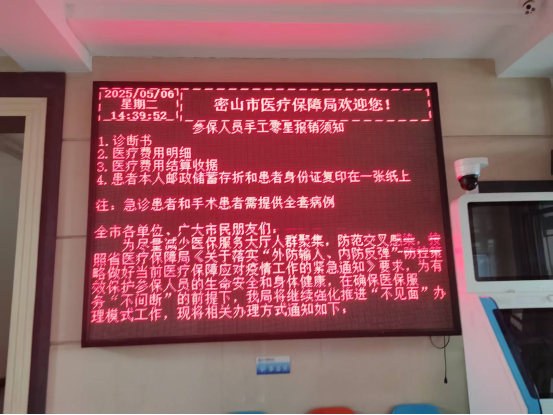 2025/05/06
星期二
14:39:52
密山市医疗保障局欢迎您!
参保人员手工零星报销须知
1. 诊断书
2. 医疗费用明细
3. 医疗费用结算收据
4. 患者本人邮政储蓄存折和患者身份证复印在一张纸上
注: 急诊患者和手术患者需提供全套病例
全市各单位、广大市民朋友们,
为尽量减少医保服务大厅人群聚集, 防范交叉感染, 按
照省医疗保障局《关于落实“外防输入、内防反弹”防控策
略做好当前医疗保障应对疫情工作的紧急通知》要求, 为有
效保护参保人员的生命安全和身体健康, 在确保医保服
务“不间断”的前提下, 我局将继续强化推进“不见面”办
理模式工作, 现将相关办理方式通知如下: